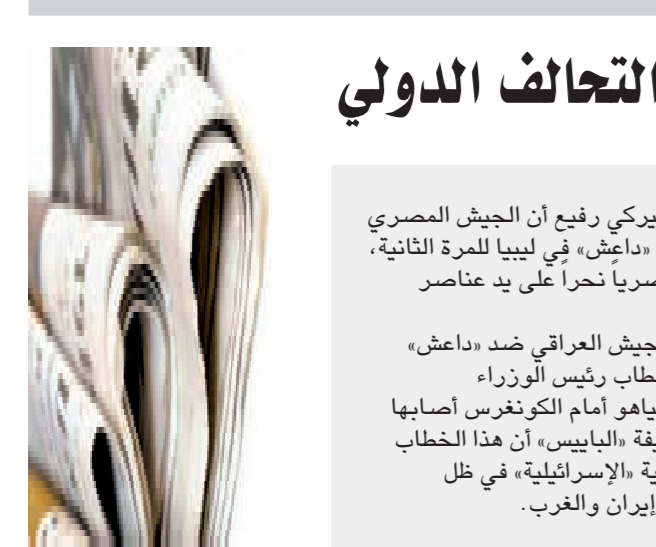 التحالف الدولي
يركي رفيع أن الجيش المصري
«داعش» في ليبيا للمرة الثانية،
صرياً نحراً على يد عناصر
جيش العراقي ضد «داعش»
طاب رئيس الوزراء
ياهو أمام الكونغرس أصابها
يفة «الباييس» أن هذا الخطاب
ية «الإسرائيلية» في ظل
إيران والغرب.